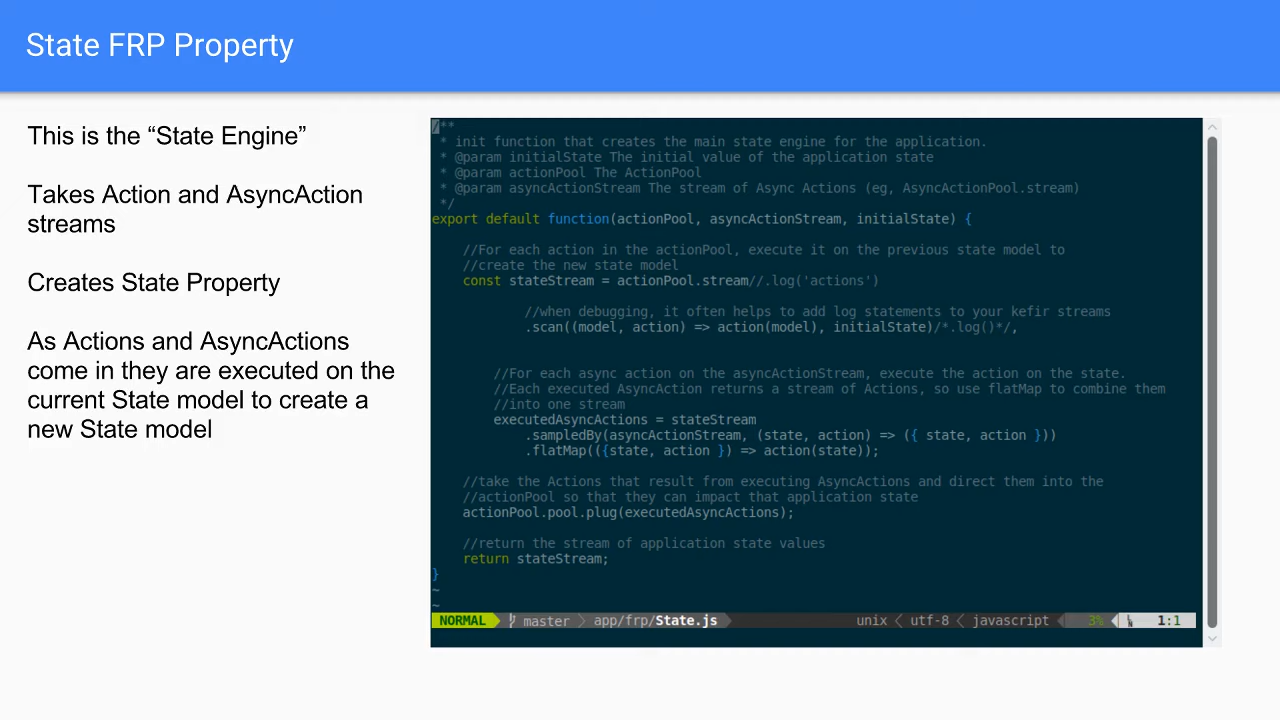 State FRP Property
This is the “State Engine”
Takes Action and AsyncAction
streams
Creates State Property
As Actions and AsyncActions
come in they are executed on the
current State model to create a
new State model
/**
 * init function that creates the main state engine for the application.
 * @param initialState The initial value of the application state
 * @param actionPool The ActionPool
 * @param asyncActionStream The stream of Async Actions (eg, AsyncActionPool.stream)
 */
export default function(actionPool, asyncActionStream, initialState) {
    //For each action in the actionPool, execute it on the previous state model to
    //create the new state model
    const stateStream = actionPool.stream//.log('actions')
            //when debugging, it often helps to add log statements to your kefir streams
            .scan((model, action) => action(model), initialState)/*.log()*/,
        //For each async action on the asyncActionStream, execute the action on the state.
        //Each executed AsyncAction returns a stream of Actions, so use flatMap to combine them
        //into one stream
        executedAsyncActions = stateStream
            .sampledBy(asyncActionStream, (state, action) => ({ state, action }))
            .flatMap(({state, action }) => action(state));
    //take the Actions that result from executing AsyncActions and direct them into the
    //actionPool so that they can impact that application state
    actionPool.pool.plug(executedAsyncActions);
    //return the stream of application state values
    return stateStream;
}
~
~
NORMAL master app/frp/State.js unix utf-8 javascript 3% 1:1